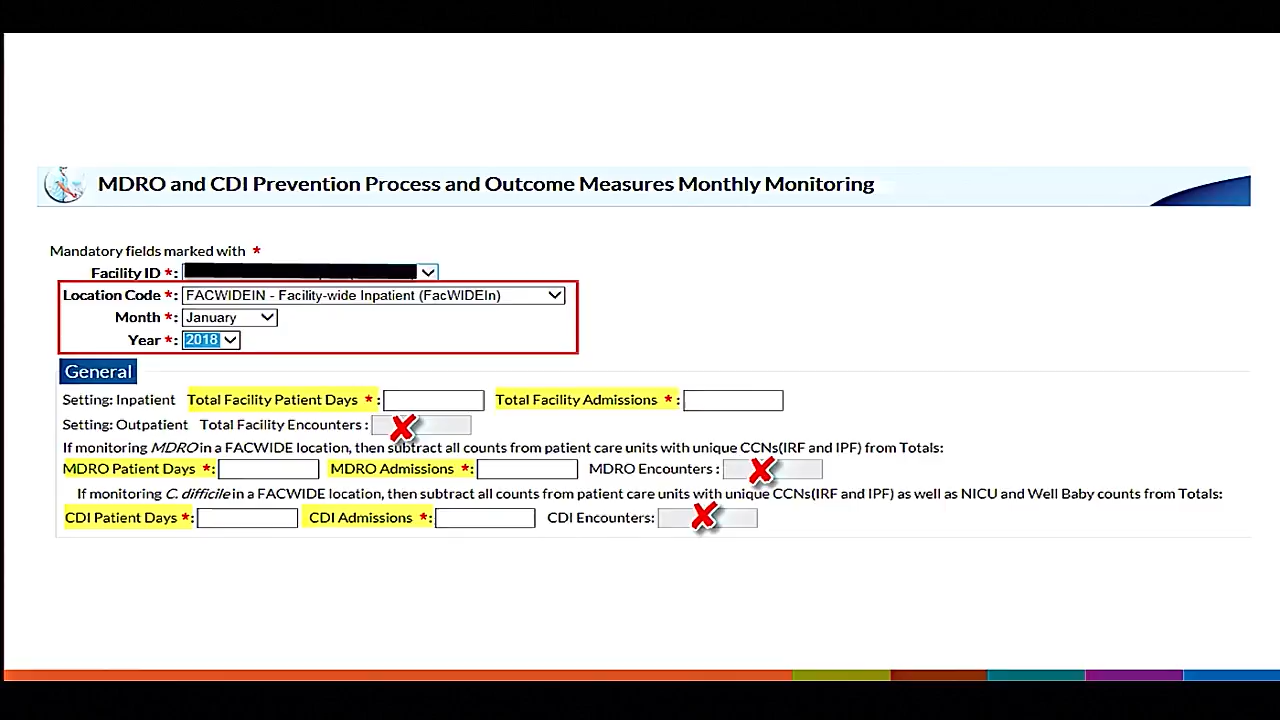 MDRO and CDI Prevention Process and Outcome Measures Monthly Monitoring
Mandatory fields marked with *
Facility ID *:
Location Code *: FACWIDEIN - Facility-wide Inpatient (FacWIDEIn)
Month *: January
Year *: 2018
General
Setting: Inpatient Total Facility Patient Days *: Total Facility Admissions *:
Setting: Outpatient Total Facility Encounters :
If monitoring MDRO in a FACWIDE location, then subtract all counts from patient care units with unique CCNs(IRF and IPF) from Totals:
MDRO Patient Days *: MDRO Admissions *: MDRO Encounters :
If monitoring C. difficile in a FACWIDE location, then subtract all counts from patient care units with unique CCNs(IRF and IPF) as well as NICU and Well Baby counts from Totals:
CDI Patient Days *: CDI Admissions *: CDI Encounters: